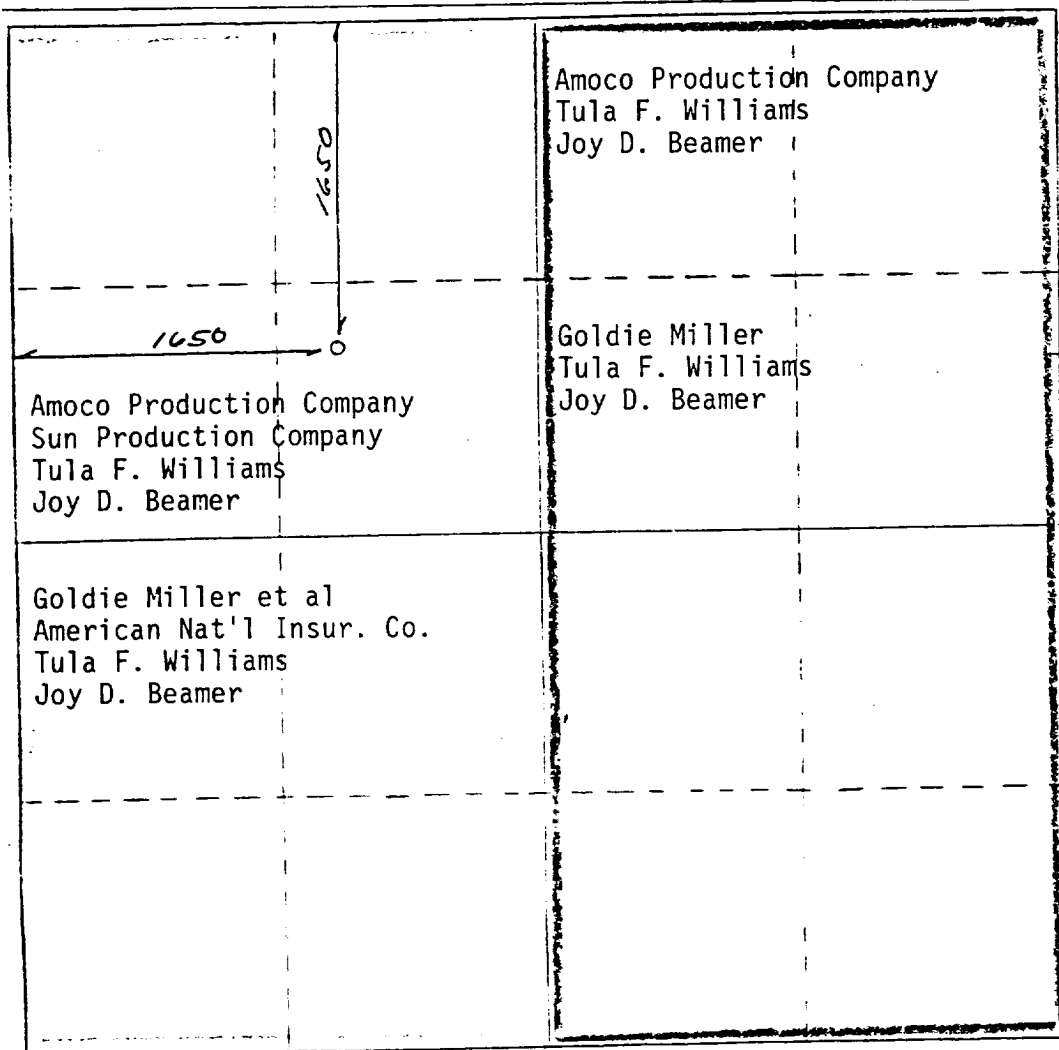 1650
Amoco Production Company
Tula F. Williams
Joy D. Beamer
1650
Goldie Miller
Tula F. Williams
Joy D. Beamer
Amoco Production Company
Sun Production Company
Tula F. Williams
Joy D. Beamer
Goldie Miller et al
American Nat'l Insur. Co.
Tula F. Williams
Joy D. Beamer